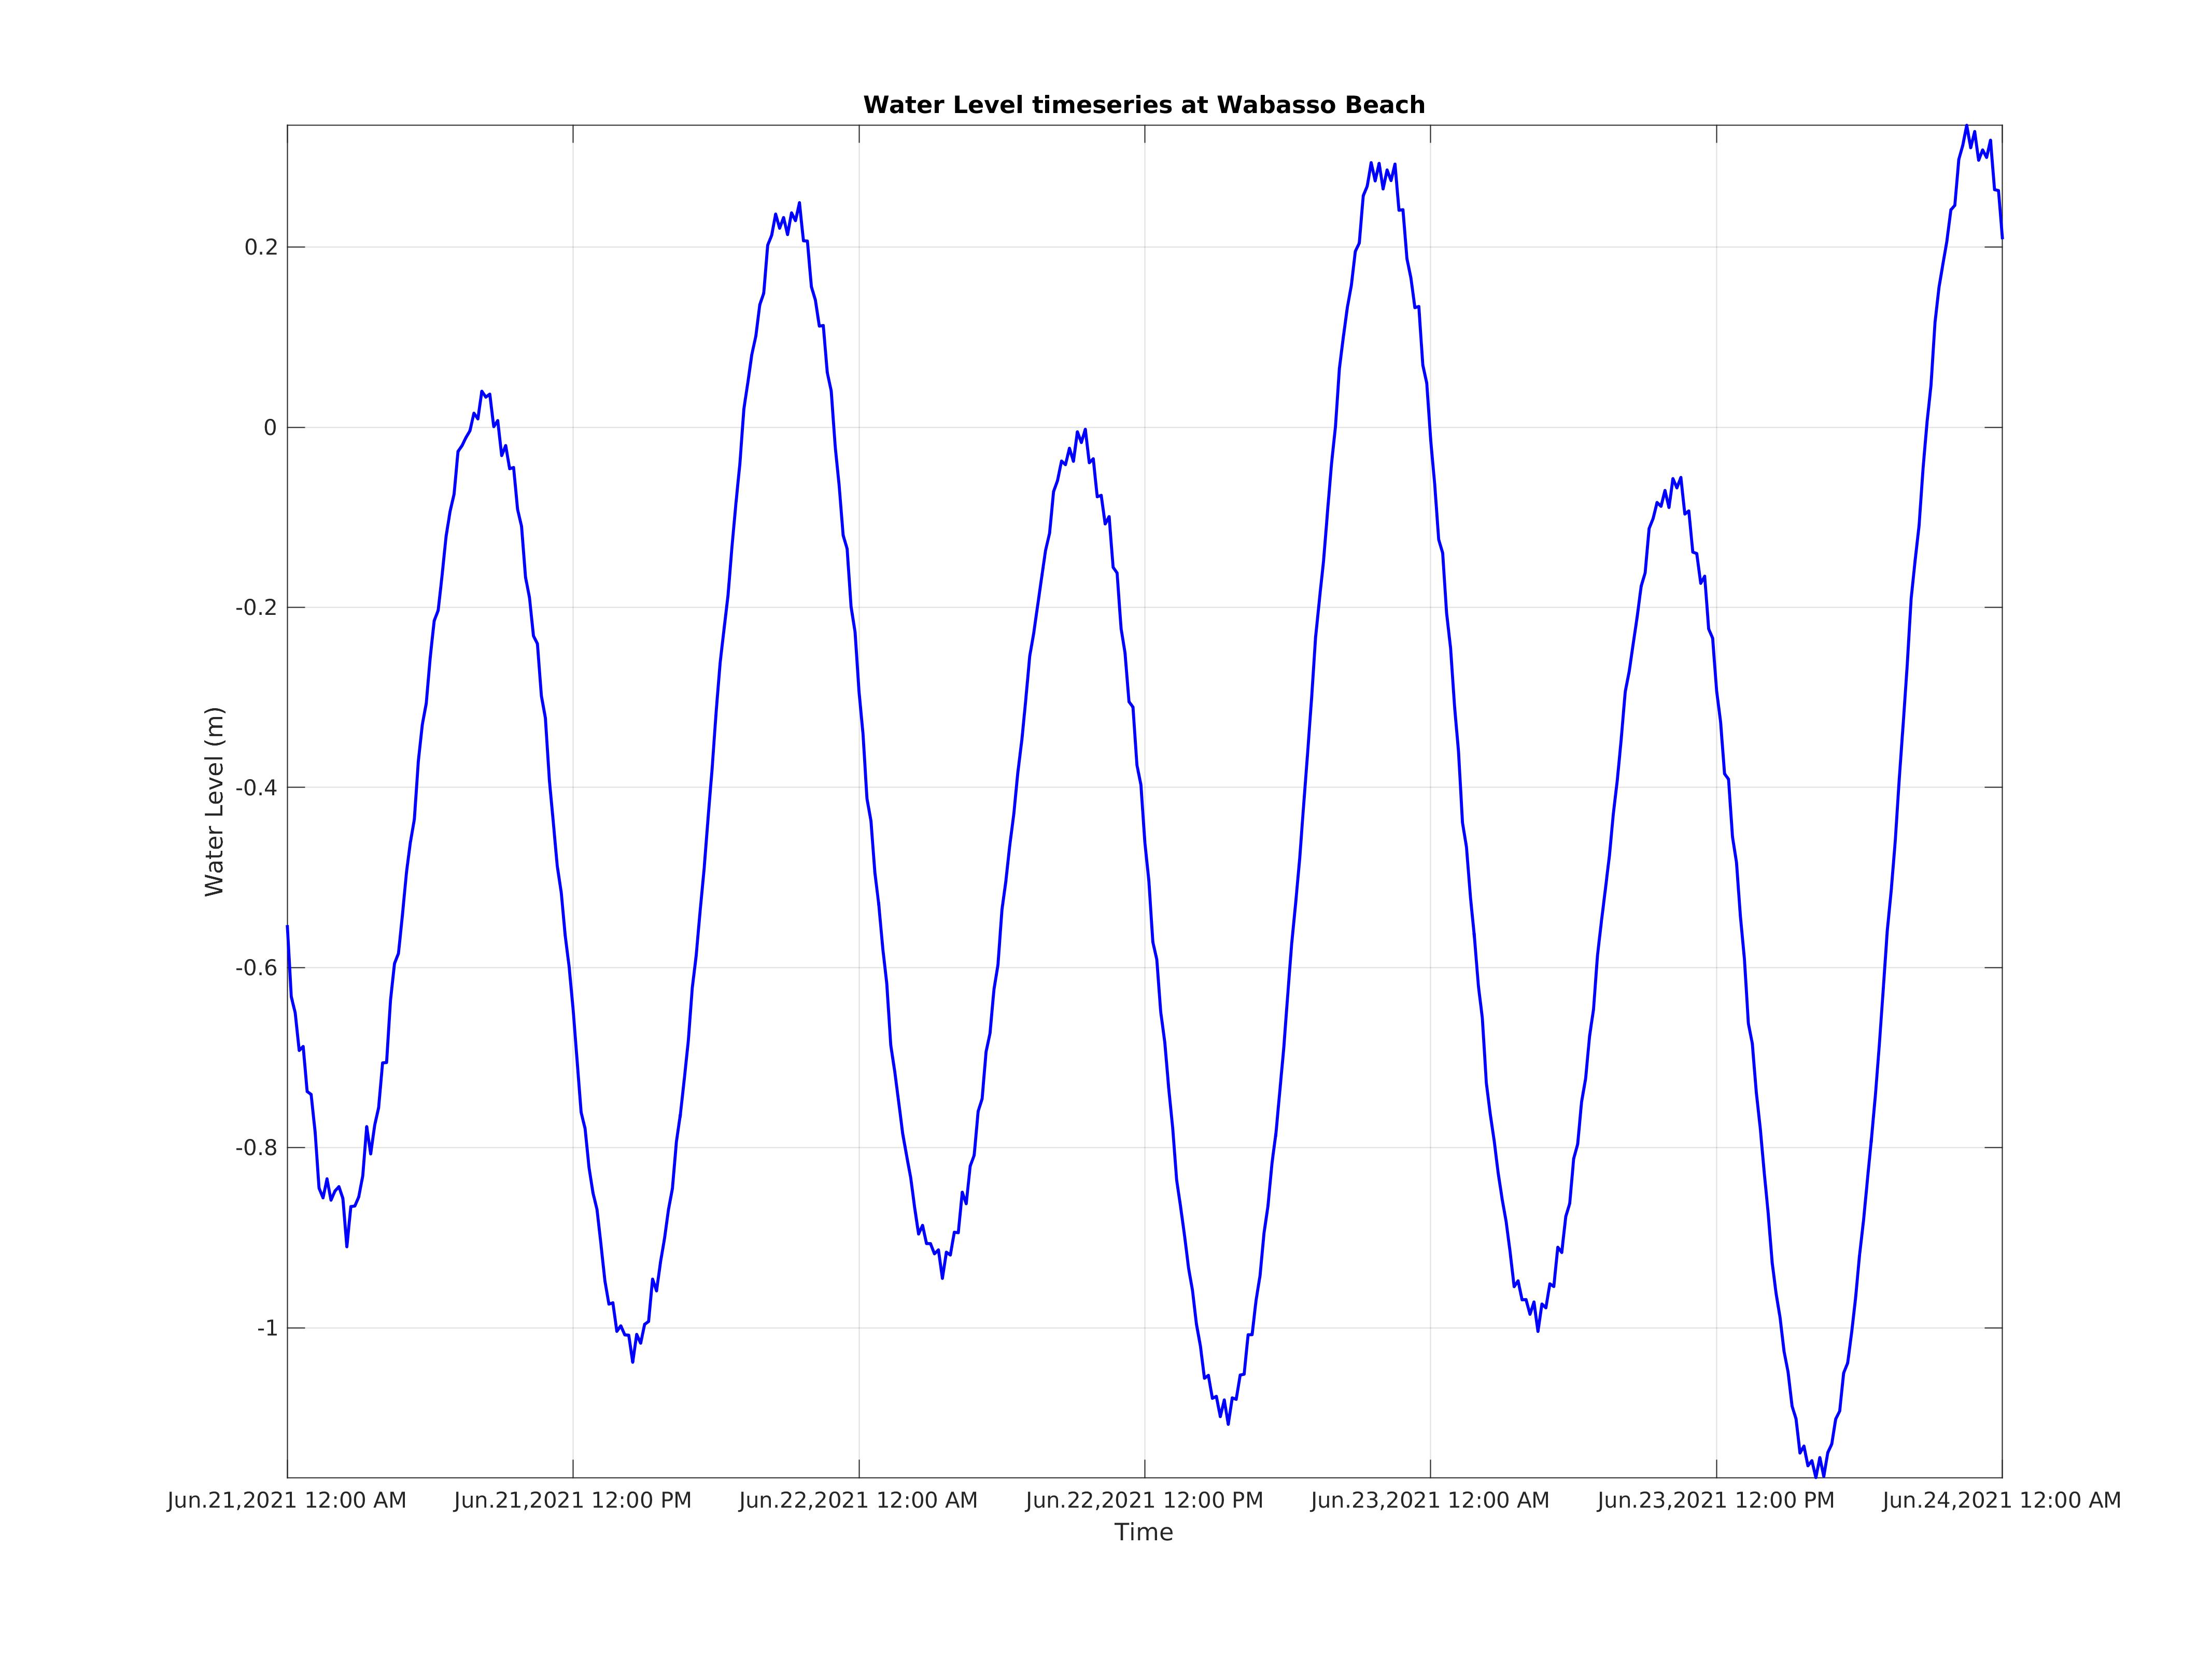 Water Level timeseries at Wabasso Beach
0.2
0
-0.2
-0.4
-0.6
-0.8
-1
Water Level (m)
Jun.21,2021 12:00 AM Jun.21,2021 12:00 PM Jun.22,2021 12:00 AM Jun.22,2021 12:00 PM Jun.23,2021 12:00 AM Jun.23,2021 12:00 PM Jun.24,2021 12:00 AM
Time